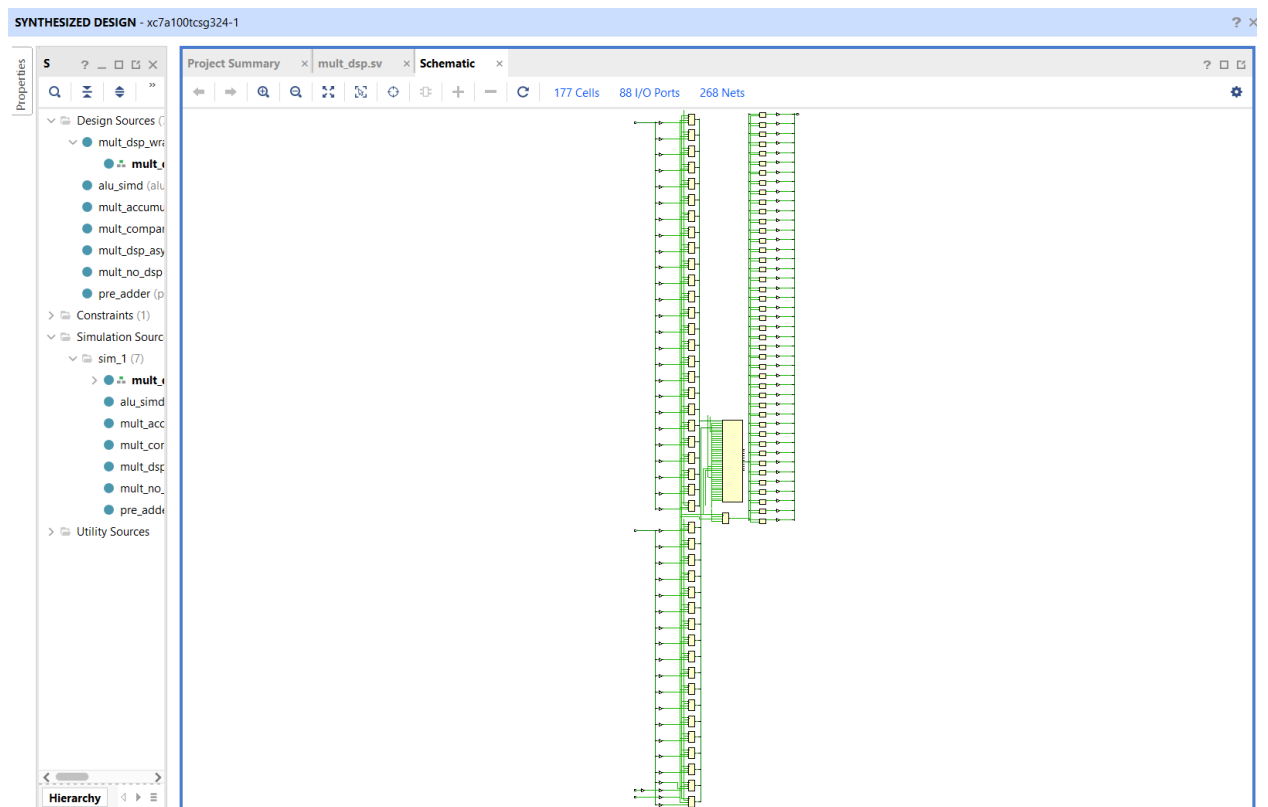 SYNTHESIZED DESIGN - xc7a100tcsg324-1
Properties
S
Project Summary
mult_dsp.sv
Schematic
177 Cells
88 I/O Ports
268 Nets
Design Sources (
mult_dsp_wra
mult_
alu_simd (alu
mult_accumu
mult_compar
mult_dsp_asy
mult_no_dsp
pre_adder (p
Constraints (1)
Simulation Sourc
sim_1 (7)
mult_
alu_simd
mult_acc
mult_cor
mult_dsp
mult_no_
pre_adde
Utility Sources
Hierarchy